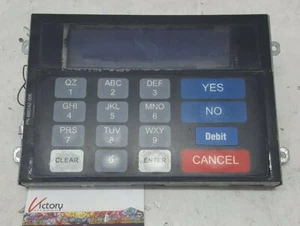 QZ
1
ABC
2
DEF
3
YES
GHI
4
JKL
5
MNO
6
NO
PRS
7
TUV
8
WXY
9
Debit
CLEAR
0
ENTER
CANCEL
Victory